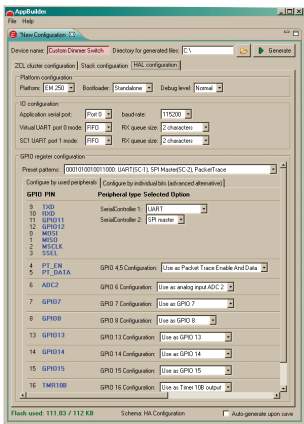 AppBuilder
File Help
*New Configuration
Device name: Custom Dimmer Switch Directory for generated files: C:\ Generate
ZCL cluster configuration Stack configuration HAL configuration
Platform configuration
Platform: EM 250 Bootloader: Standalone Debug level: Normal
IO configuration
Application serial port: Port 0 baud-rate: 115200
Virtual UART port 0 mode: FIFO RX queue size: 2 characters
SC1 UART port 1 mode: FIFO RX queue size: 2 characters
GPIO register configuration
Preset patterns: 0001010010011000: UART(SC-1), SPI Master(SC-2), PacketTrace
Configure by used peripherals Configure by individual bits (advanced alternative)
GPIO PIN Peripheral type Selected Option
9 TXD SerialController 1: UART
10 RXD
11 GPIO11 SerialController 2: SPI master
12 GPIO12
0 MOSI
1 MISO
2 MSCLK
3 SSEL
4 PT_EN GPIO 4,5 Configuration: Use as Packet Trace Enable And Data
5 PT_DATA
6 ADC2 GPIO 6 Configuration: Use as analog input ADC 2
7 GPIO7 GPIO 7 Configuration: Use as GPIO 7
8 GPIO8 GPIO 8 Configuration: Use as GPIO 8
13 GPIO13 GPIO 13 Configuration: Use as GPIO 13
14 GPIO14 GPIO 14 Configuration: Use as GPIO 14
15 GPIO15 GPIO 15 Configuration: Use as GPIO 15
16 TMR10B GPIO 16 Configuration: Use as Timer 10B output
Flash used: 111.83 / 112 KB Schema: HA Configuration Auto-generate upon save